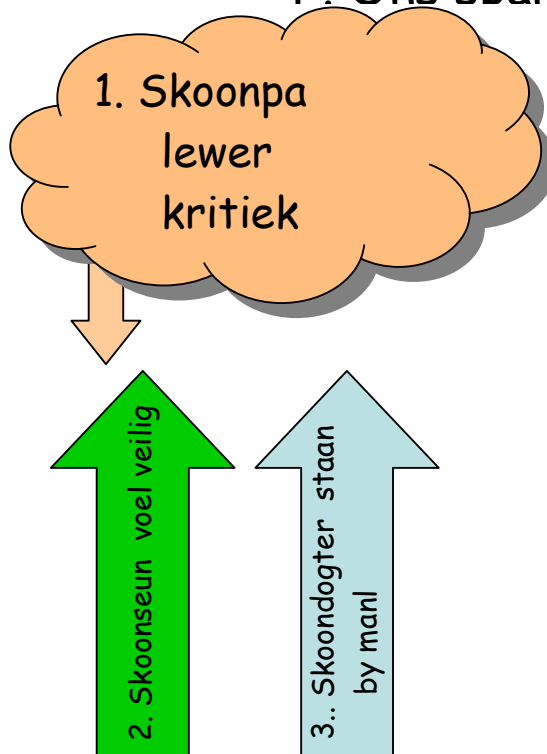 1. Skoonpa
lewer
kritiek
2. Skoonseun voel veilig
3.. Skoondogter staan
by manl